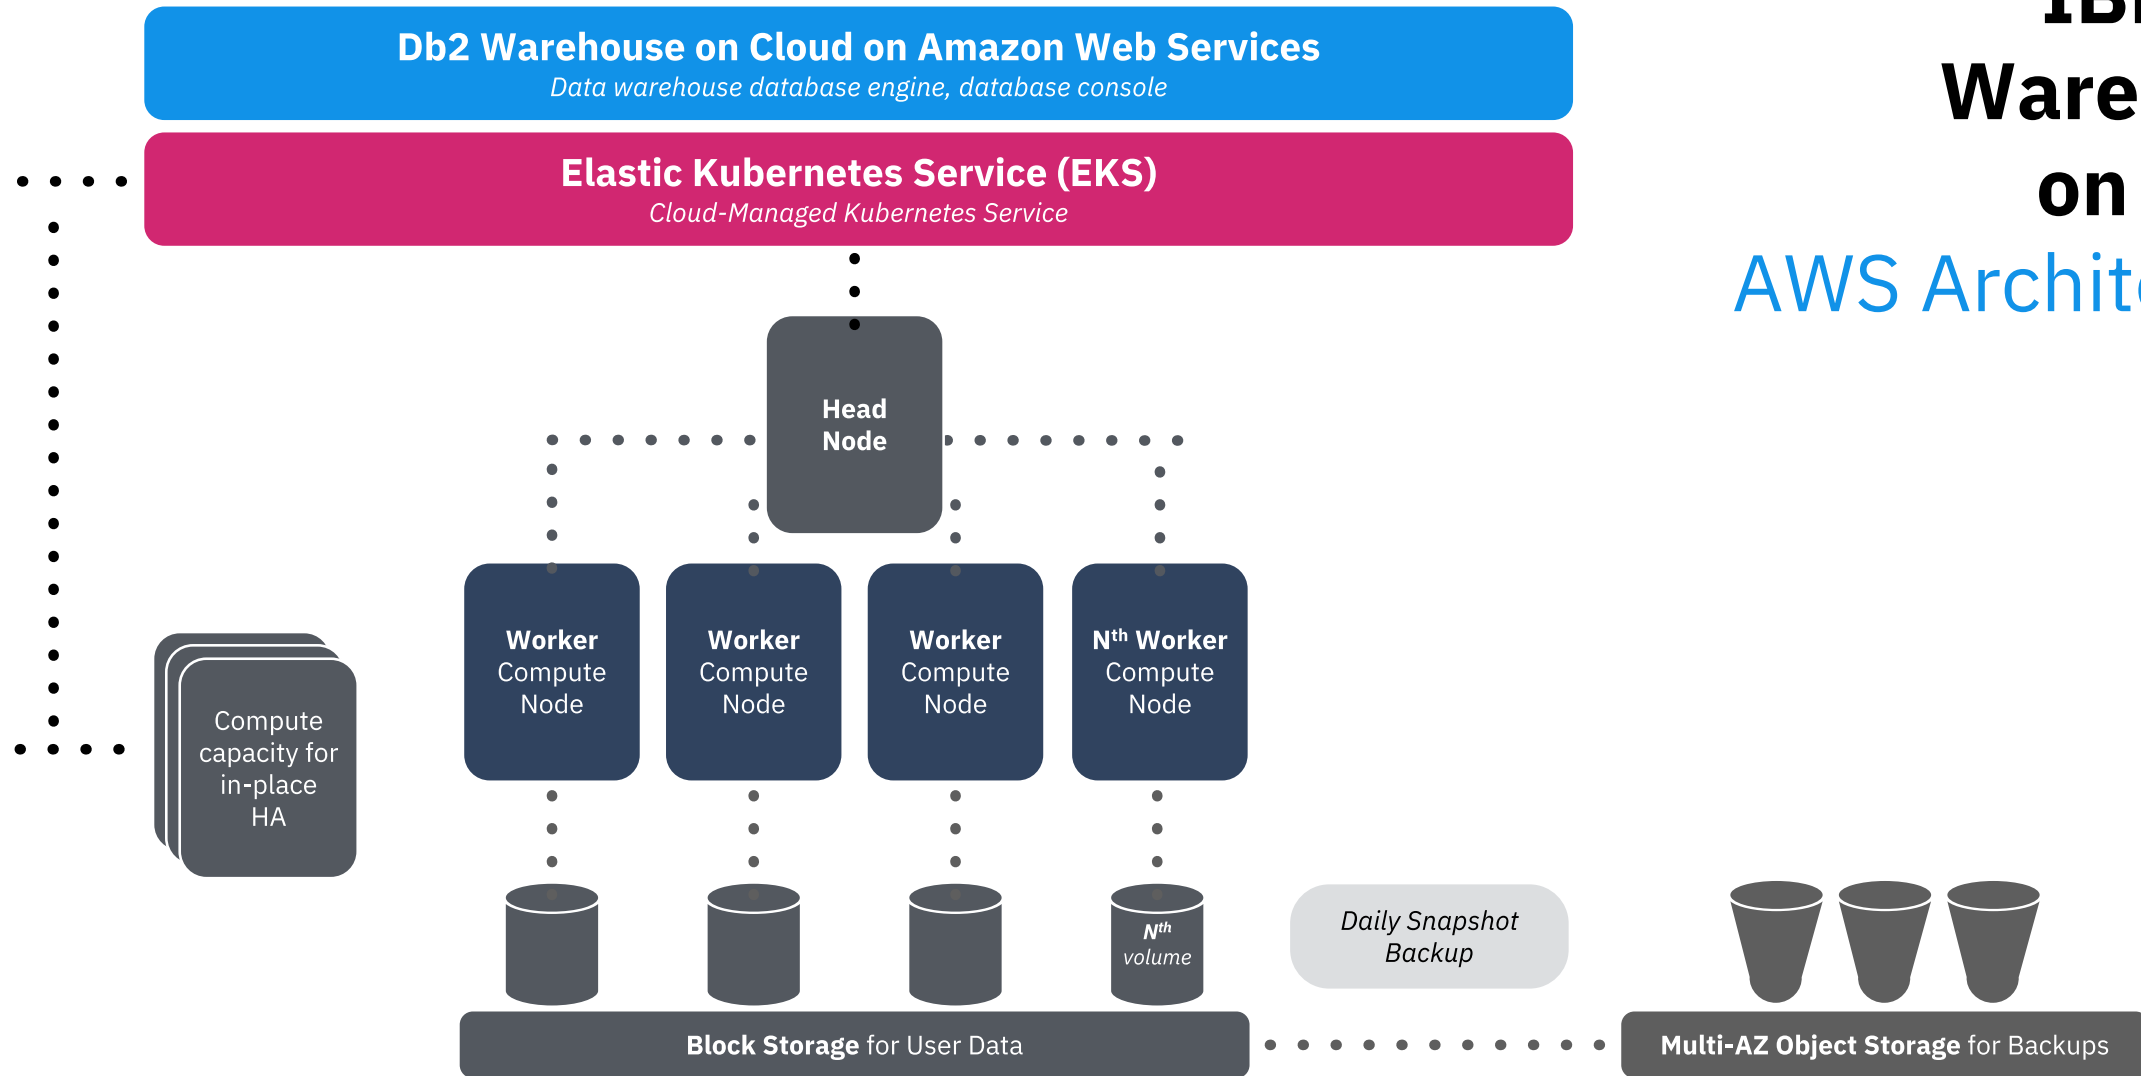 Db2 Warehouse on Cloud on Amazon Web Services
Data warehouse database engine, database console
Elastic Kubernetes Service (EKS)
Cloud-Managed Kubernetes Service
on
AWS
Head
Node
Worker
Compute
Node
Worker
Compute
Node
Worker
Compute
Node
Nth Worker
Compute
Node
Compute
capacity for
in-place
HA
Nth
volume
Daily Snapshot
Backup
Block Storage for User Data
Multi-AZ Object Storage for Backups